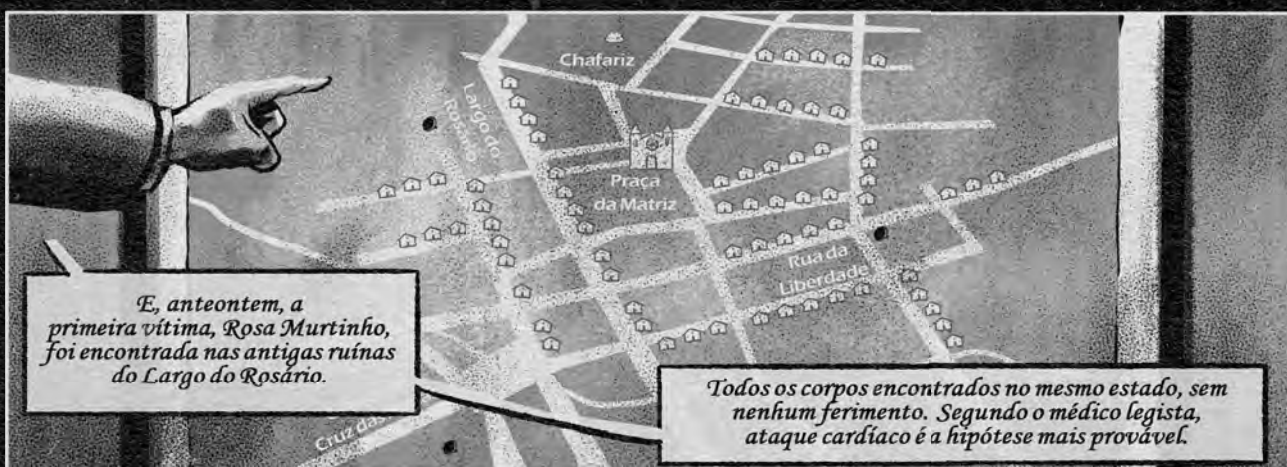 Chafariz
Largo do
Rosário
Praça
da Matriz
Rua da
Liberdade
E, anteontem, a
primeira vítima, Rosa Murtinho,
foi encontrada nas antigas ruínas
do Largo do Rosário.
Todos os corpos encontrados no mesmo estado, sem
nenhum ferimento. Segundo o médico legista,
ataque cardíaco é a hipótese mais provável.
Cruz das